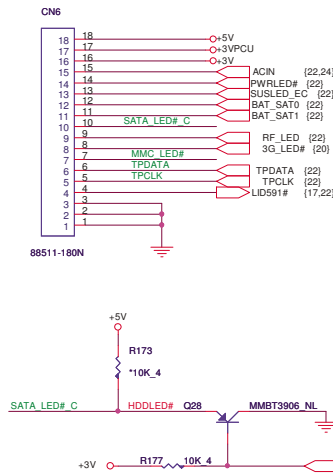 CN6
18 18 +5V
17 17 +3VPCU
16 16 +3V
15 15 ACIN {22,24}
14 14 PWRLED# {22}
13 13 SUSLED_EC {22}
12 12 BAT_SAT0 {22}
11 11 BAT_SAT1 {22}
10 10 SATA_LED#_C
9 9 RF_LED {22}
8 8 3G_LED# {20}
7 7 MMC_LED#
6 6 TPDATA TPDATA {22}
5 5 TPCLK TPCLK {22}
4 4 LID591# {17,22}
3 3
2 2
1 1
88511-180N
+5V
R173
*10K_4
SATA_LED#_C HDDLED# Q28 MMBT3906_NL
+3V R177 10K_4